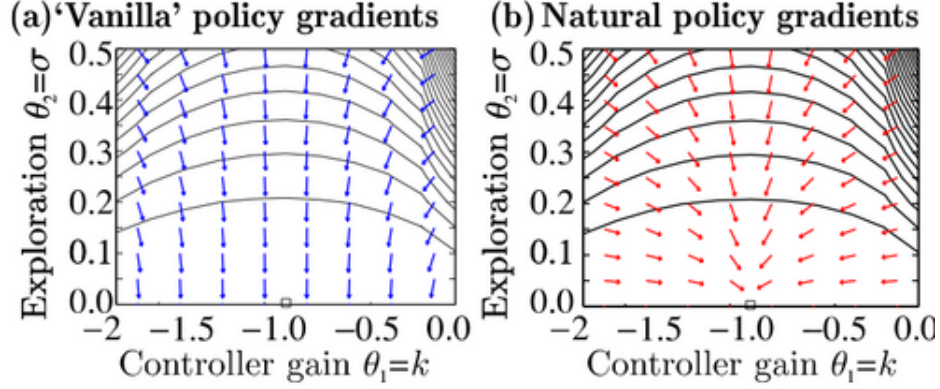 (a)‘Vanilla’ policy gradients
Exploration θ₂=σ
0.5
0.4
0.3
0.2
0.1
0.0
−2 −1.5 −1.0 −0.5 0.0
Controller gain θ₁=k
(b) Natural policy gradients
Exploration θ₂=σ
0.5
0.4
0.3
0.2
0.1
0.0
−2 −1.5 −1.0 −0.5 0.0
Controller gain θ₁=k